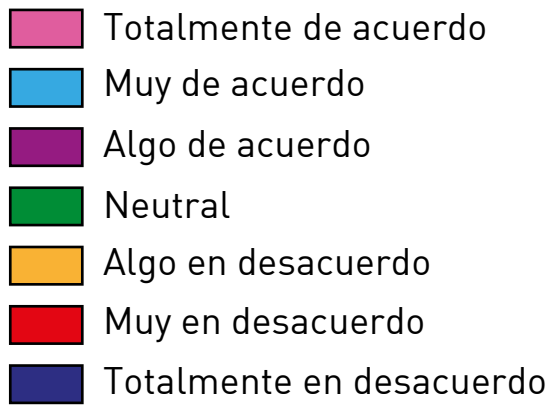 Totalmente de acuerdo
Muy de acuerdo
Algo de acuerdo
Neutral
Algo en desacuerdo
Muy en desacuerdo
Totalmente en desacuerdo